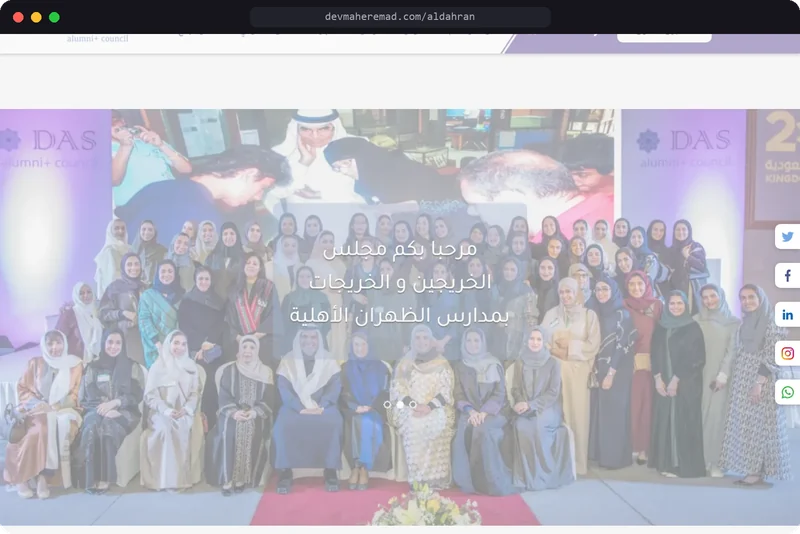 devmaheremad.com/aldahran
alumni+ council
DAS
alumni+ council
DAS
alumni+ council
مرحبا بكم مجلس
الخريجين و الخريجات
بمدارس الظهران الأهلية